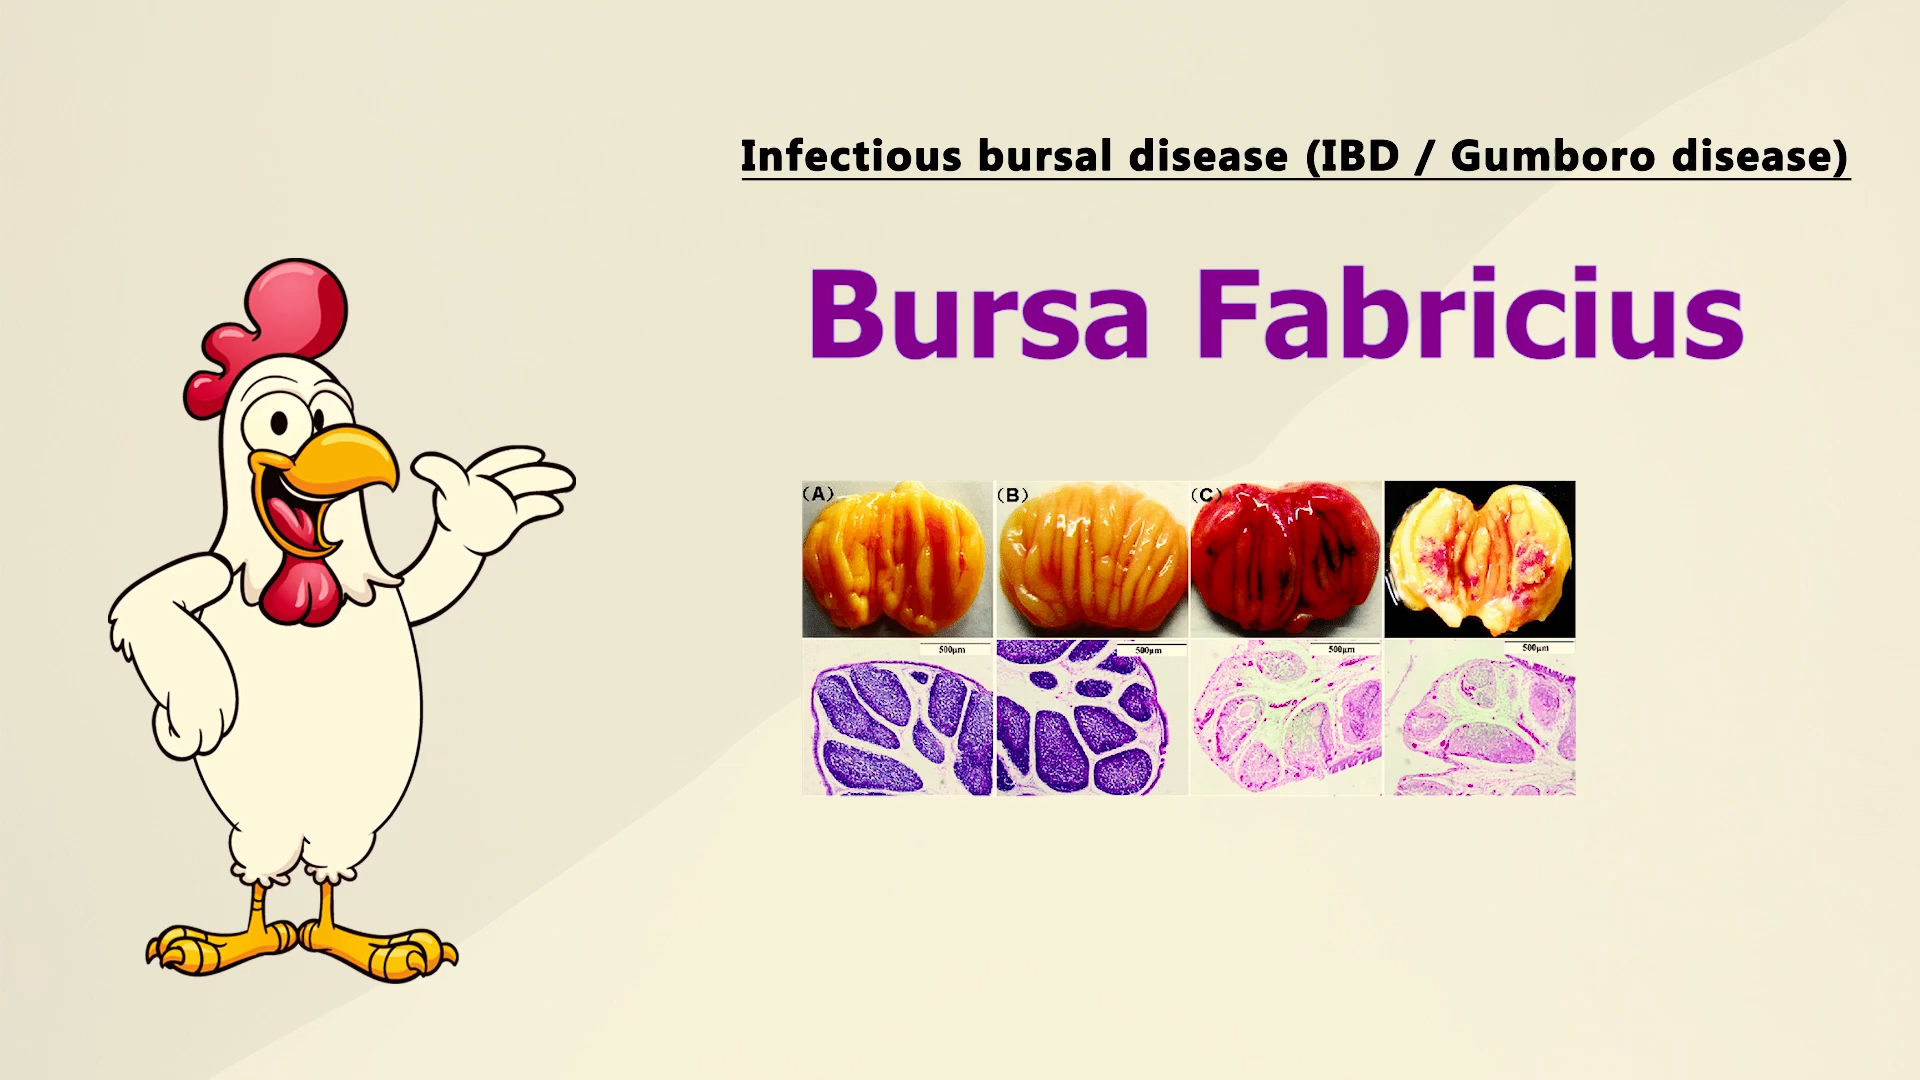 Infectious bursal disease (IBD / Gumboro disease)
Bursa Fabricius
(A) (B) (C)
500μm 500μm 500μm 500μm